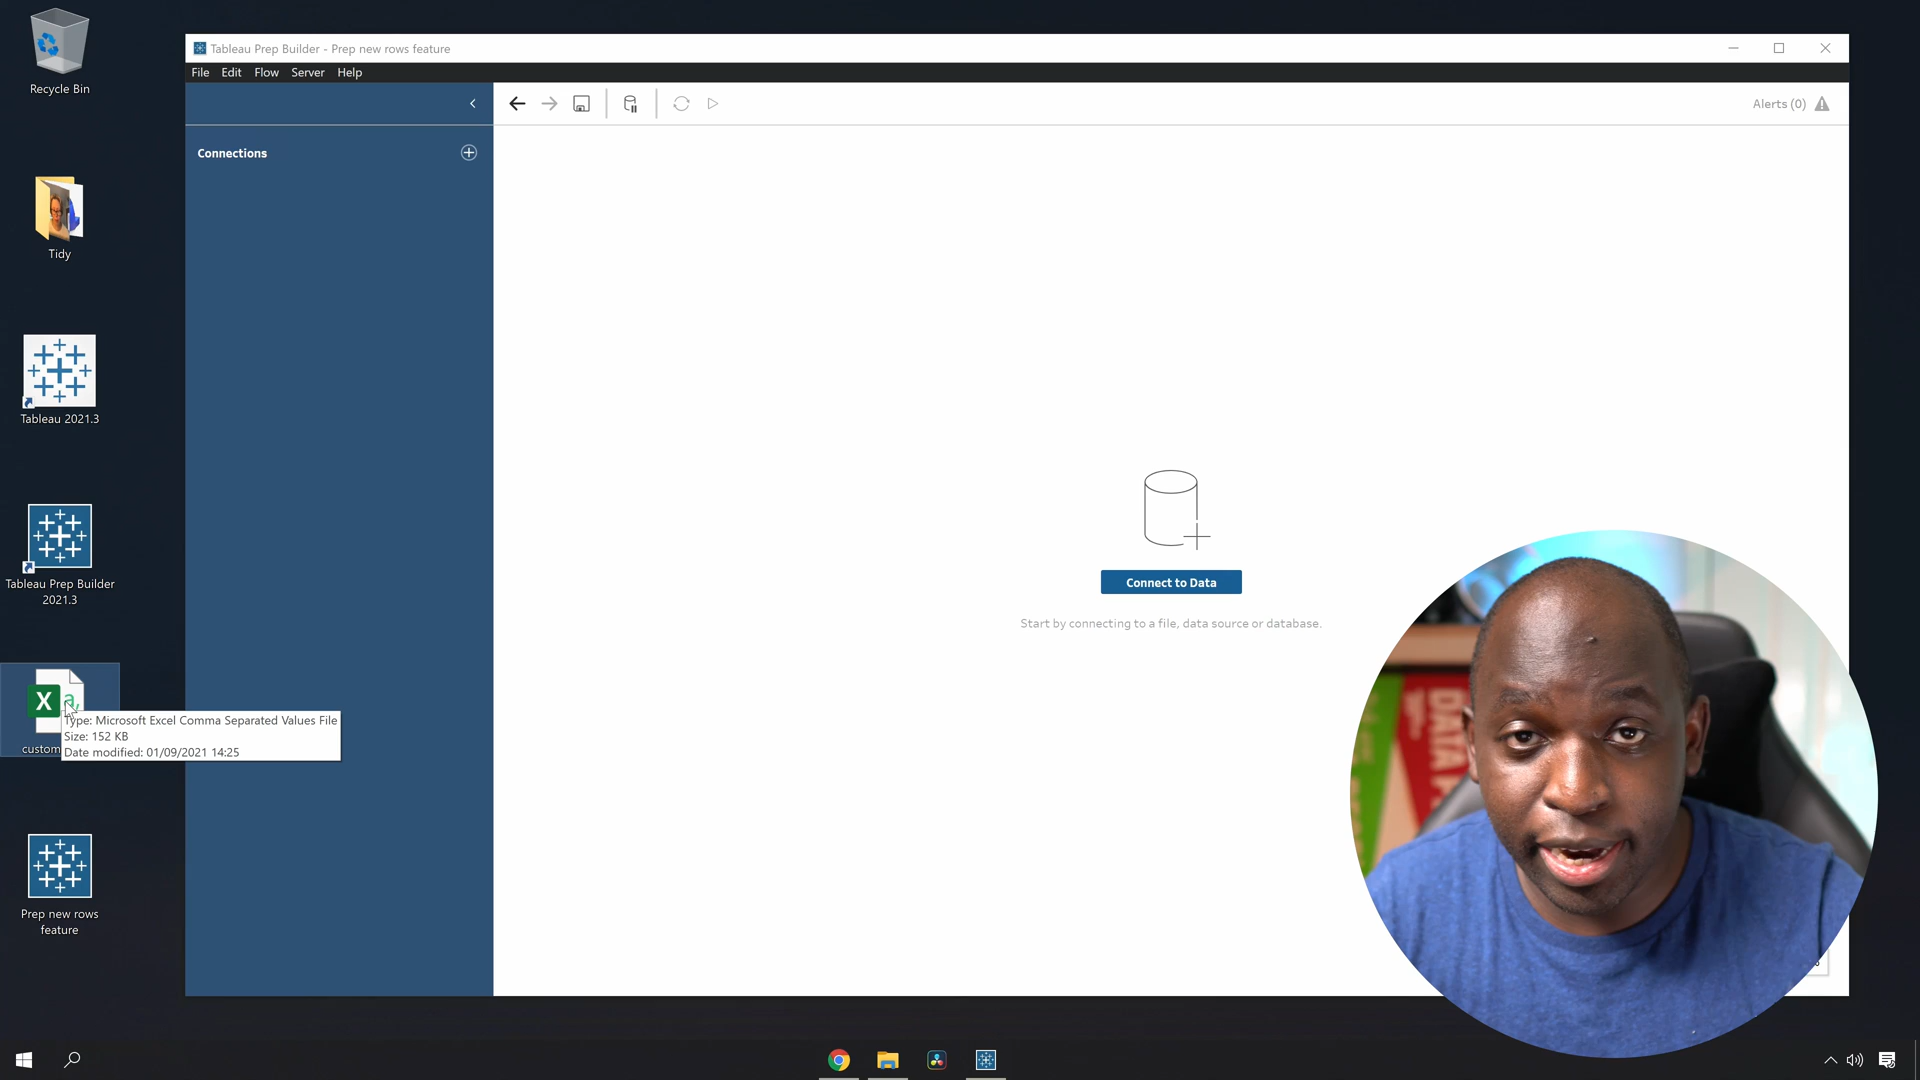 Recycle Bin
Tidy
Tableau 2021.3
Tableau Prep Builder
2021.3
custom
Type: Microsoft Excel Comma Separated Values File
Size: 152 KB
Date modified: 01/09/2021 14:25
Prep new rows
feature
Tableau Prep Builder - Prep new rows feature
File Edit Flow Server Help
Alerts (0)
Connections
Connect to Data
Start by connecting to a file, data source or database.